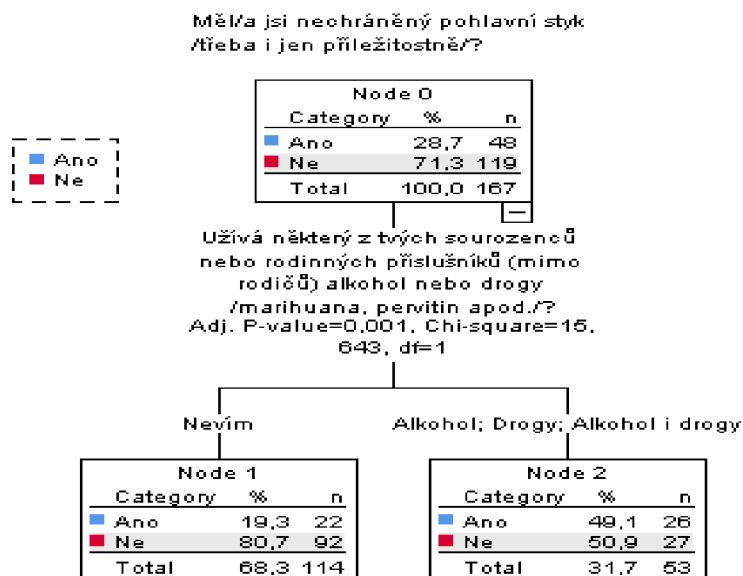 Měl/a jsi nechráněný pohlavní styk
/třeba i jen příležitostně/?
Node 0
Category % n
Ano 28,7 48
Ne 71,3 119
Total 100,0 167
Ano
Ne
Užívá některý z tvých sourozenců
nebo rodinných příslušníků (mimo
rodičů) alkohol nebo drogy
/marihuana, pervitin apod./?
Adj. P-value=0,001, Chi-square=15,
643, df=1
Nevím
Alkohol; Drogy; Alkohol i drogy
Node 1
Category % n
Ano 19,3 22
Ne 80,7 92
Total 68,3 114
Node 2
Category % n
Ano 49,1 26
Ne 50,9 27
Total 31,7 53